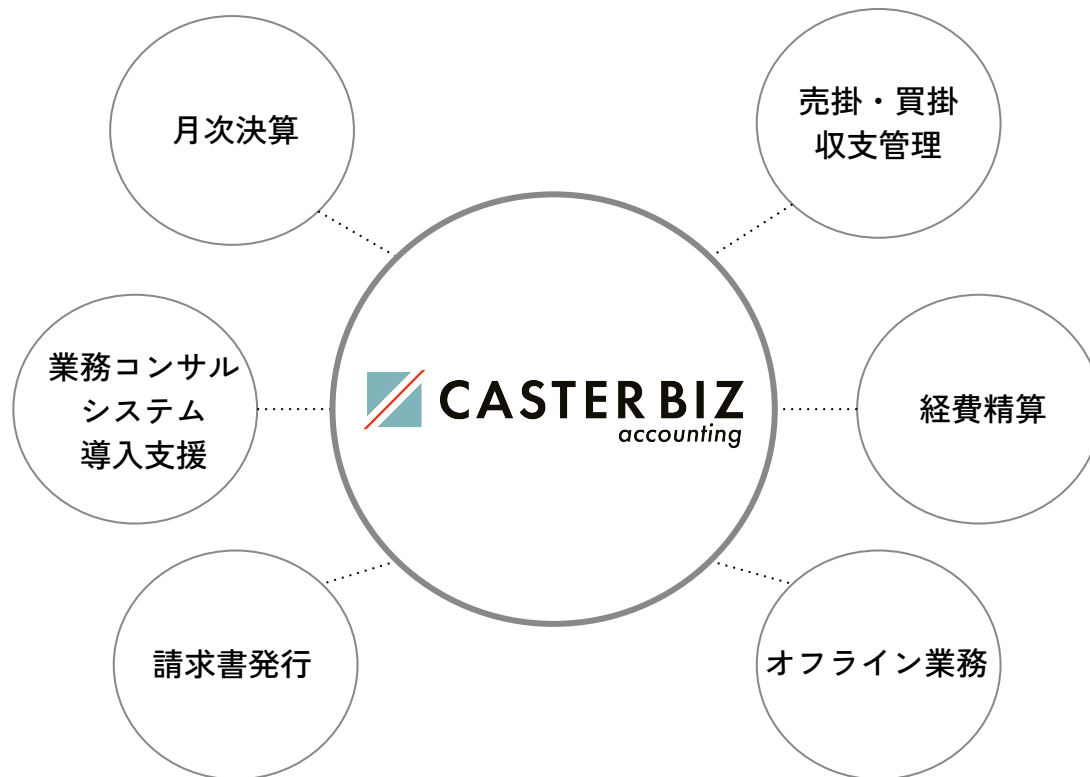 月次決算
売掛・買掛
収支管理
業務コンサル
システム
導入支援
CASTER BIZ
accounting
経費精算
請求書発行
オフライン業務